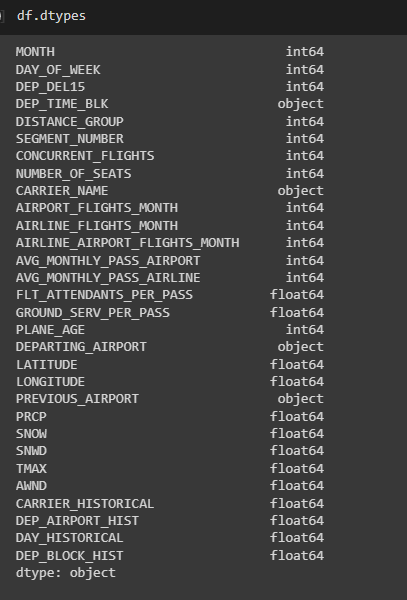 df.dtypes
MONTH int64
DAY_OF_WEEK int64
DEP_DEL15 int64
DEP_TIME_BLK object
DISTANCE_GROUP int64
SEGMENT_NUMBER int64
CONCURRENT_FLIGHTS int64
NUMBER_OF_SEATS int64
CARRIER_NAME object
AIRPORT_FLIGHTS_MONTH int64
AIRLINE_FLIGHTS_MONTH int64
AIRLINE_AIRPORT_FLIGHTS_MONTH int64
AVG_MONTHLY_PASS_AIRPORT int64
AVG_MONTHLY_PASS_AIRLINE int64
FLT_ATTENDANTS_PER_PASS float64
GROUND_SERV_PER_PASS float64
PLANE_AGE int64
DEPARTING_AIRPORT object
LATITUDE float64
LONGITUDE float64
PREVIOUS_AIRPORT object
PRCP float64
SNOW float64
SNWD float64
TMAX float64
AWND float64
CARRIER_HISTORICAL float64
DEP_AIRPORT_HIST float64
DAY_HISTORICAL float64
DEP_BLOCK_HIST float64
dtype: object